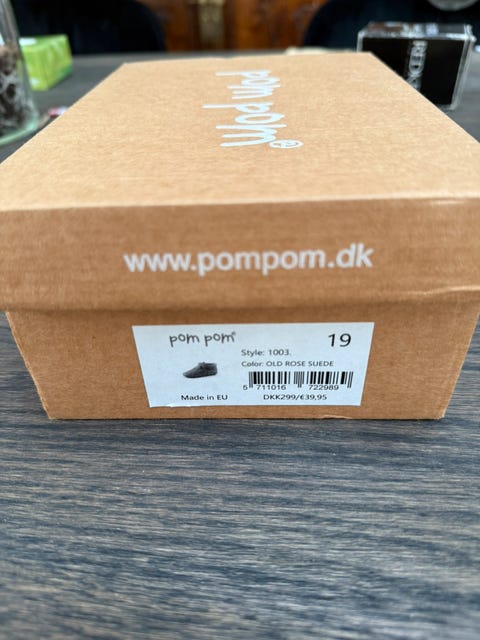 pom pom®
REDK
www.pompom.dk
pom pom®
19
Style: 1003.
Color: OLD ROSE SUEDE
5 711016 722989
Made in EU
DKK299/€39,95